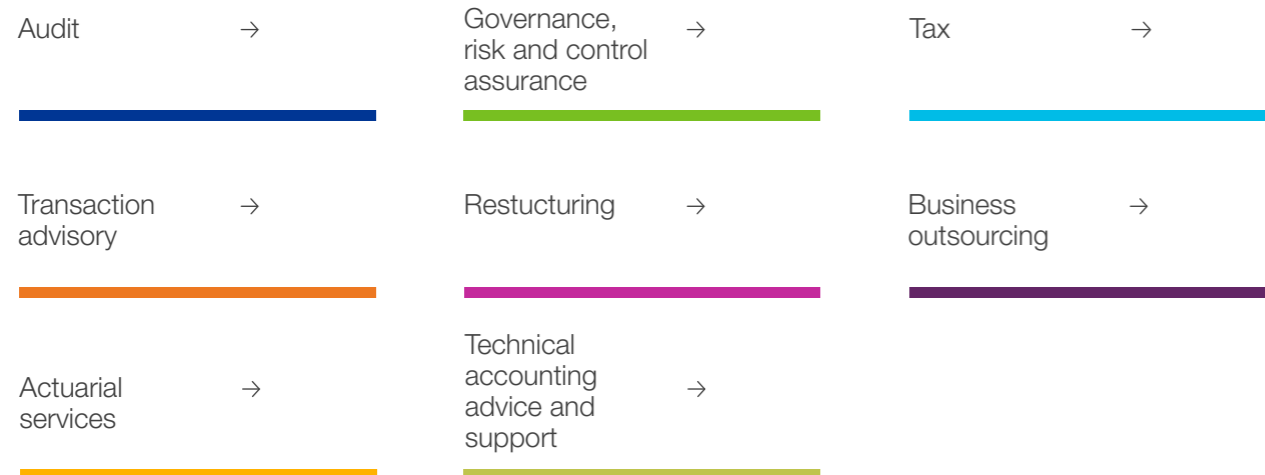 Audit →
Governance,
risk and control →
assurance
Tax →
Transaction →
advisory
Restucturing →
Business →
outsourcing
Actuarial →
services
Technical
accounting →
advice and
support